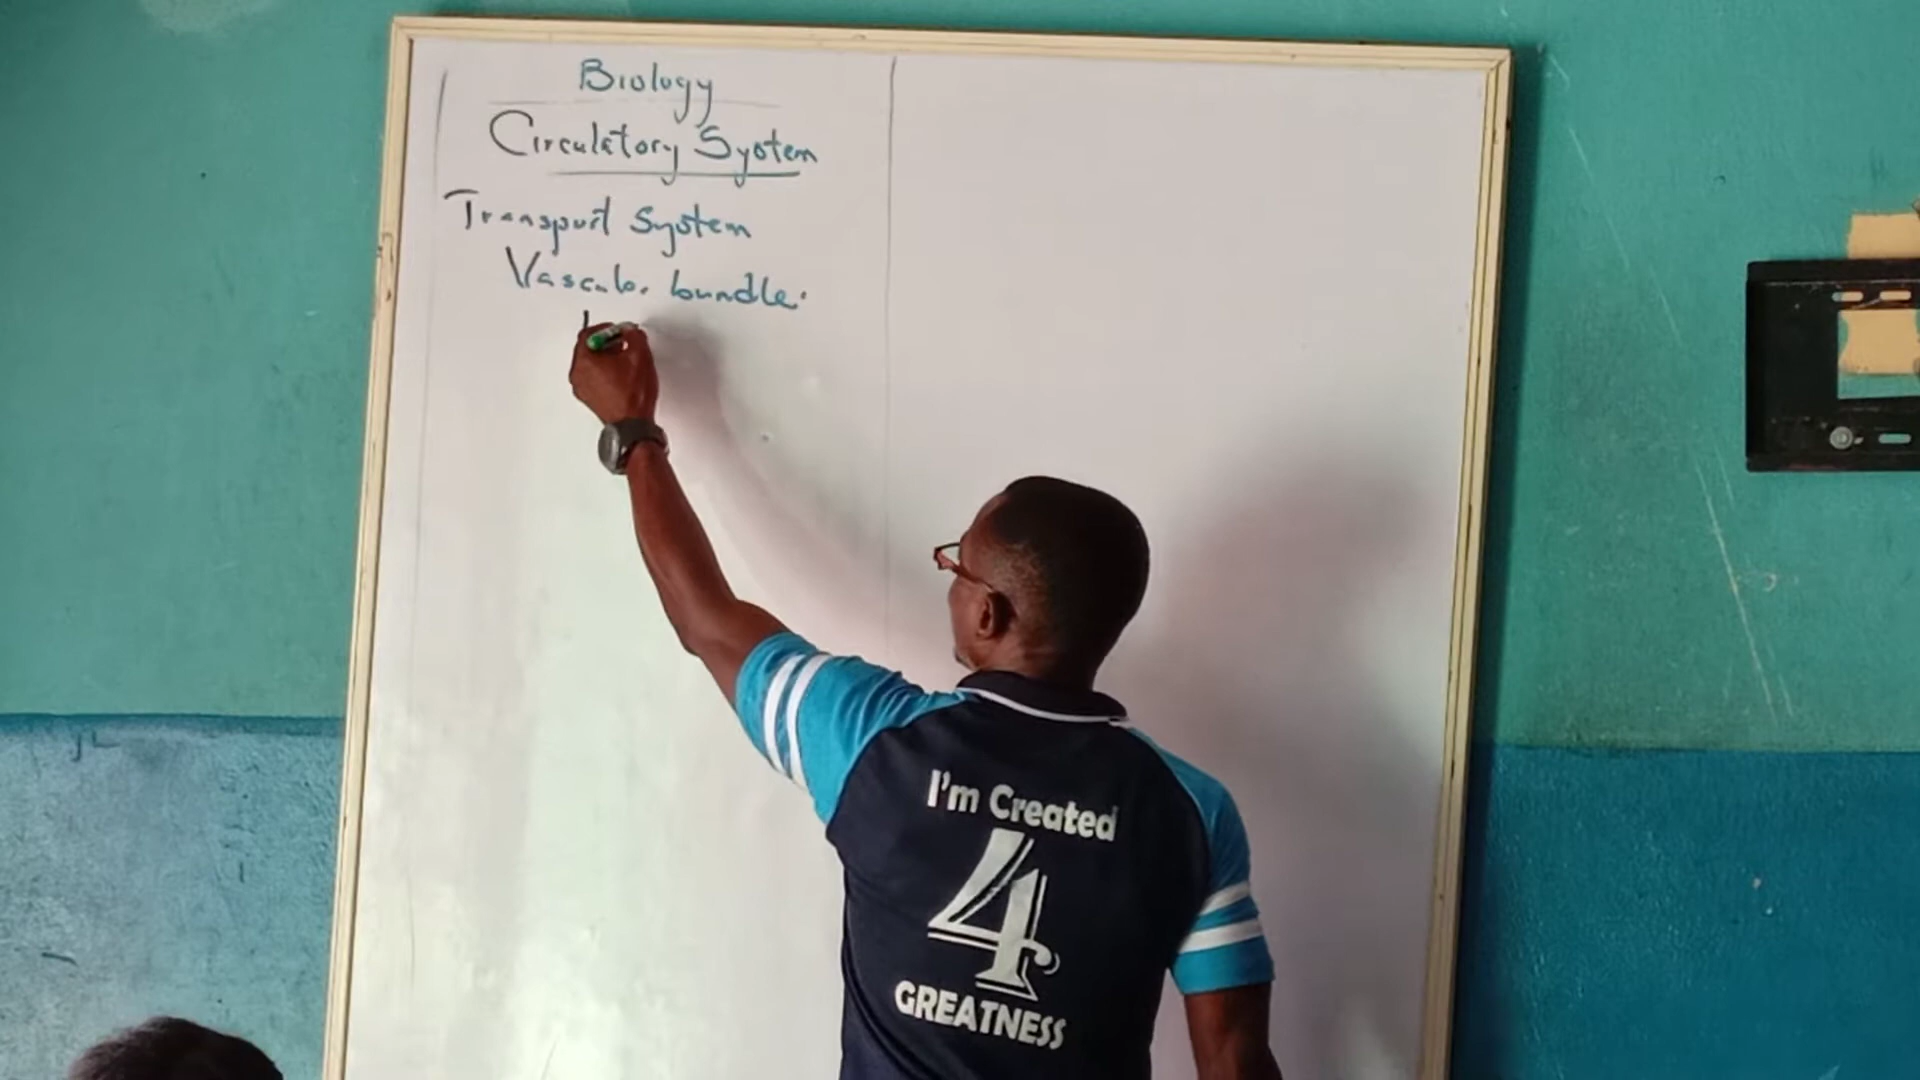 Biology
Circulatory System
Transport System
Vascular bundle.
I'm Created
4
GREATNESS